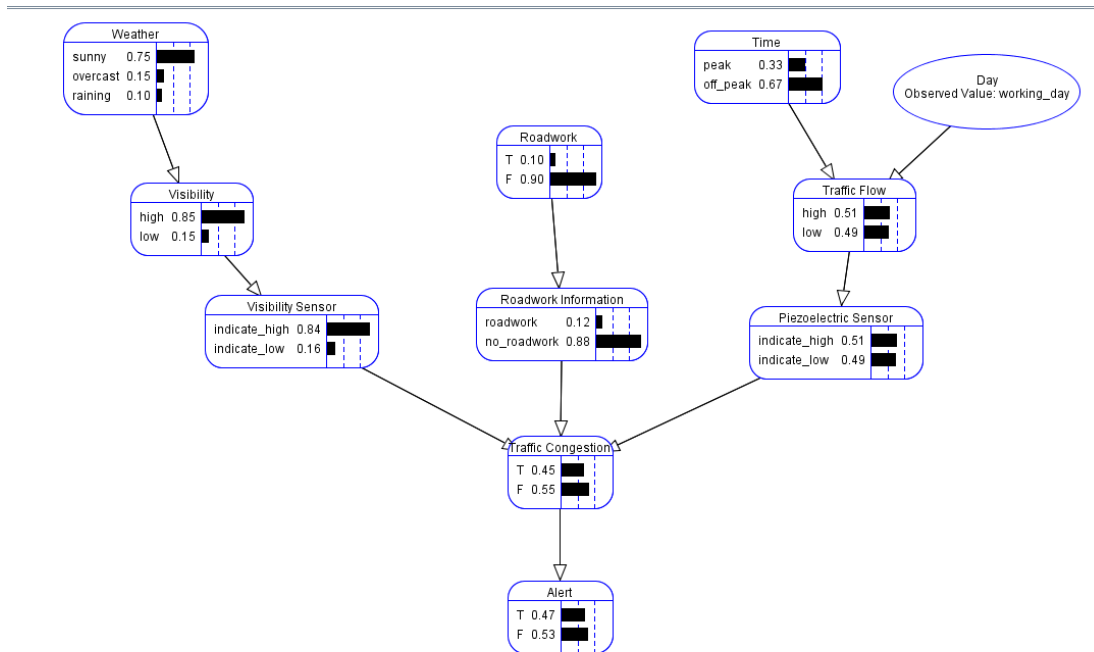 Weather
sunny 0.75
overcast 0.15
raining 0.10
Time
peak 0.33
off_peak 0.67
Day
Observed Value: working_day
Roadwork
T 0.10
F 0.90
Visibility
high 0.85
low 0.15
Traffic Flow
high 0.51
low 0.49
Visibility Sensor
indicate_high 0.84
indicate_low 0.16
Roadwork Information
roadwork 0.12
no_roadwork 0.88
Piezoelectric Sensor
indicate_high 0.51
indicate_low 0.49
Traffic Congestion
T 0.45
F 0.55
Alert
T 0.47
F 0.53